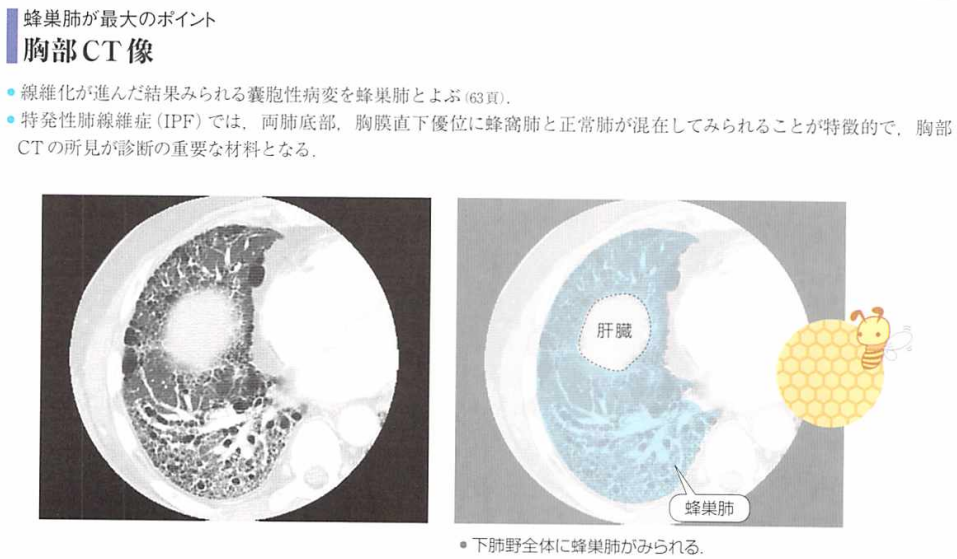 蜂巣肺が最大のポイント
胸部CT像
● 線維化が進んだ結果みられる嚢胞性病変を蜂巣肺とよぶ(63頁).
● 特発性肺線維症(IPF)では,両肺底部,胸膜直下優位に蜂窩肺と正常肺が混在してみられることが特徴的で,胸部
CTの所見が診断の重要な材料となる.
肝臓
蜂巣肺
● 下肺野全体に蜂巣肺がみられる.